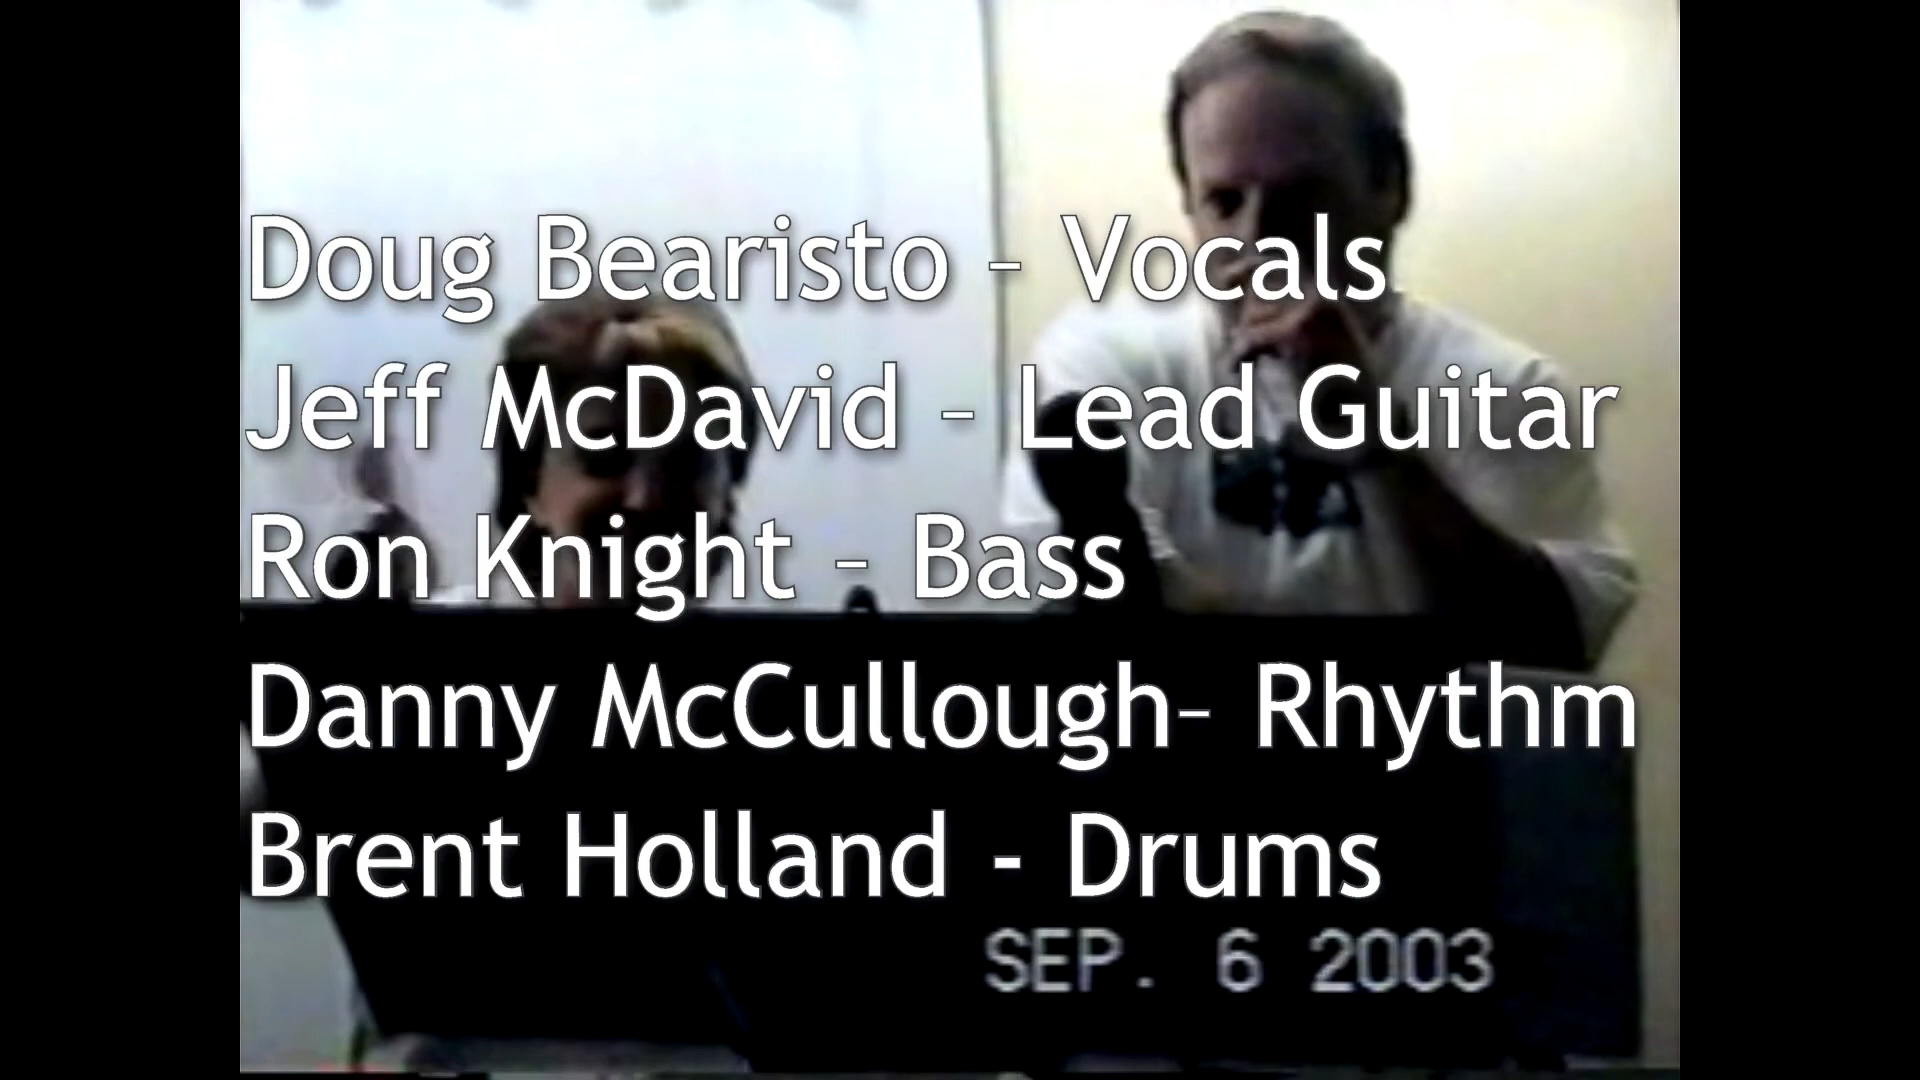 Doug Bearisto – Vocals
Jeff McDavid – Lead Guitar
Ron Knight – Bass
Danny McCullough– Rhythm
Brent Holland - Drums
SEP. 6 2003